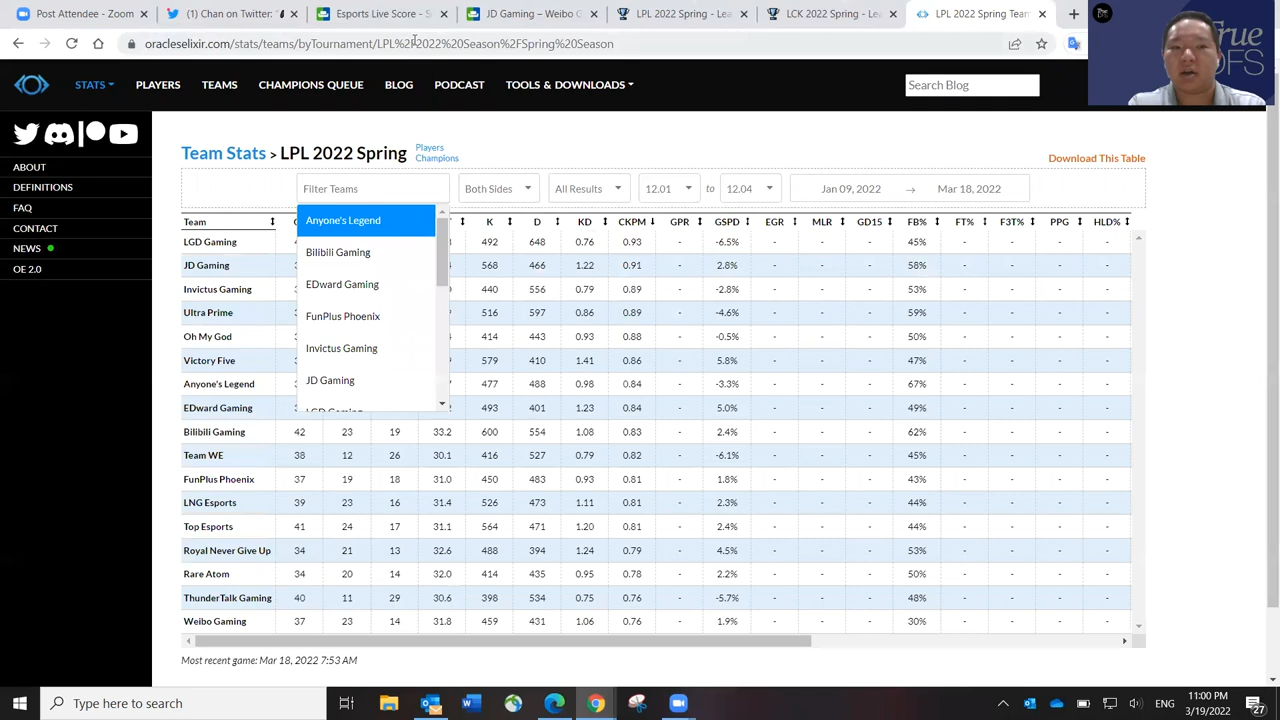 (30) Ho
Esports Live Score – S
JD Gaming – Weibo G
LPL 2022 Spring - Lea
LCK 2022 Spring - Lea
LPL 2022 Spring Team
oracleselixir.com/stats/teams/byTournament/LPL%2F2022%20Season%2FSpring%20Season
True
DFS
STATS PLAYERS TEAMS CHAMPIONS QUEUE BLOG PODCAST TOOLS & DOWNLOADS Search Blog
ABOUT
DEFINITIONS
FAQ
CONTACT
NEWS
OE 2.0
Team Stats > LPL 2022 Spring Players
Champions
Download This Table
Filter Teams Both Sides All Results 12.01 to 12.04 Jan 09, 2022 → Mar 18, 2022
Anyone's Legend
Bilibili Gaming
EDward Gaming
FunPlus Phoenix
Invictus Gaming
JD Gaming
LGD Gaming
Team K D KD CKPM GPR GSPD EGR MLR GD15 FB% FT% F3T% PPG HLD%
LGD Gaming 492 648 0.76 0.93 - -6.5% - - - 45% - - - -
JD Gaming 568 466 1.22 0.91 - 2.8% - - - 58% - - - -
Invictus Gaming 440 556 0.79 0.89 - -2.8% - - - 53% - - - -
Ultra Prime 516 597 0.86 0.89 - -4.6% - - - 59% - - - -
Oh My God 414 443 0.93 0.88 - -0.5% - - - 50% - - - -
Victory Five 579 410 1.41 0.86 - 5.8% - - - 47% - - - -
Anyone's Legend 477 488 0.98 0.84 - -3.3% - - - 67% - - - -
EDward Gaming 493 401 1.23 0.84 - 5.0% - - - 49% - - - -
Bilibili Gaming 42 23 19 33.2 600 554 1.08 0.83 - 2.4% - - - 62% - - - -
Team WE 38 12 26 30.1 416 527 0.79 0.82 - -6.1% - - - 45% - - - -
FunPlus Phoenix 37 19 18 31.0 450 483 0.93 0.81 - 1.8% - - - 43% - - - -
LNG Esports 39 23 16 31.4 526 473 1.11 0.81 - 2.3% - - - 44% - - - -
Top Esports 41 24 17 31.1 564 471 1.20 0.81 - 2.4% - - - 44% - - - -
Royal Never Give Up 34 21 13 32.6 488 394 1.24 0.79 - 4.5% - - - 53% - - - -
Rare Atom 34 20 14 32.0 414 435 0.95 0.78 - 2.2% - - - 50% - - - -
ThunderTalk Gaming 40 11 29 30.6 398 534 0.75 0.76 - -5.7% - - - 48% - - - -
Weibo Gaming 37 23 14 31.8 459 431 1.06 0.76 - 1.9% - - - 30% - - - -
Most recent game: Mar 18, 2022 7:53 AM
Type here to search
ENG
11:00 PM
3/19/2022
27